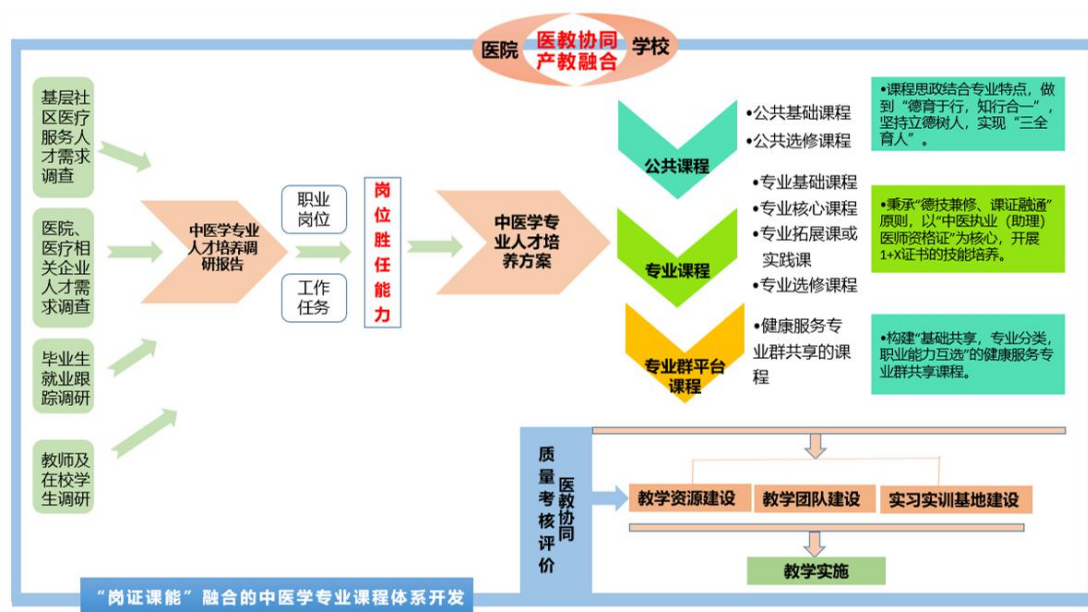 医院
医教协同
产教融合
学校
基层社
区医疗
服务人
才需求
调查
医院、
医疗相
关企业
人才需
求调查
毕业生
就业跟
踪调研
教师及
在校学
生调研
中医学专业
人才培养调
研报告
职业
岗位
工作
任务
岗
位
胜
任
能
力
中医学专
业人才培
养方案
公共课程
•公共基础课程
•公共选修课程
•课程思政结合专业特点，做
到“德育于行，知行合一”，
坚持立德树人，实现“三全
育人”。
专业课程
•专业基础课程
•专业核心课程
•专业拓展课或
实践课
•专业选修课程
•秉承“德技兼修、课证融通”
原则，以“中医执业（助理）
医师资格证”为核心，开展
1+X证书的技能培养。
专业群平台
课程
•健康服务专
业群共享的课
程
•构建“基础共享，专业分类，
职业能力互选”的健康服务专
业群共享课程。
质量考核评价
医教协同
教学资源建设
教学团队建设
实习实训基地建设
教学实施
“岗证课能”融合的中医学专业课程体系开发